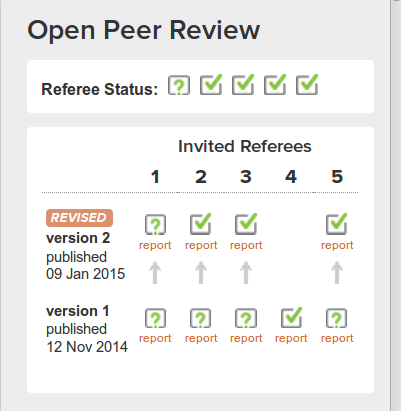 Open Peer Review
Referee Status: ? 
Invited Referees
1 2 3 4 5
REVISED
version 2
published
09 Jan 2015
?
report report report report
version 1
published
12 Nov 2014
? ? ? ?
report report report report report